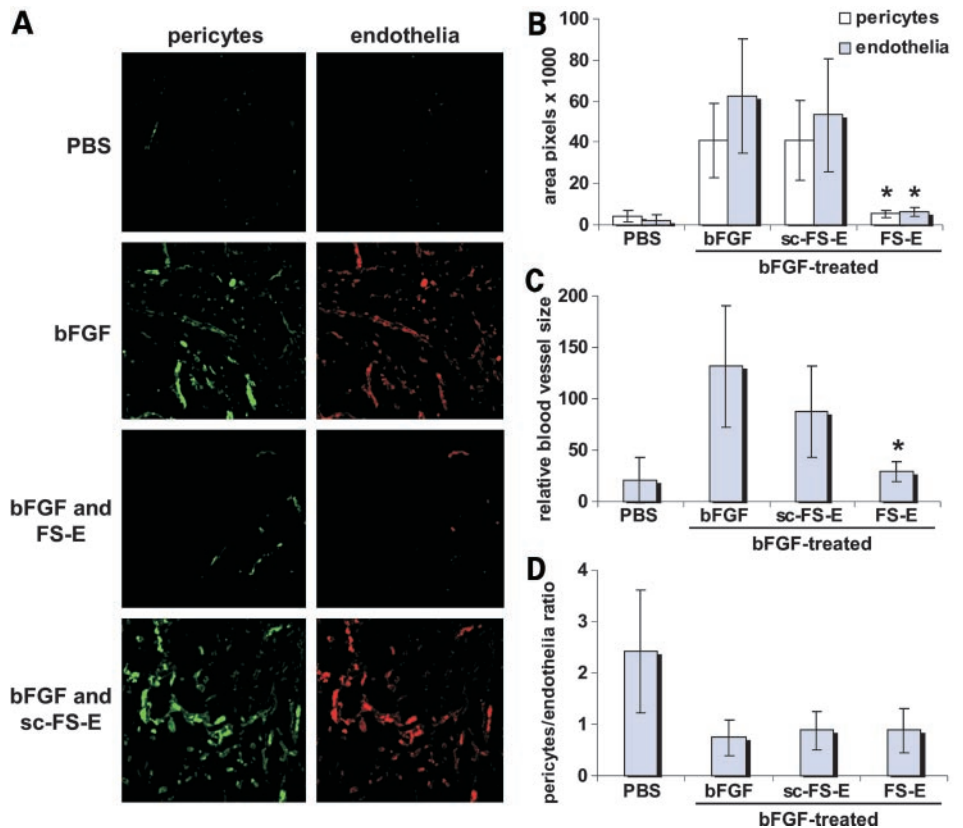 A
pericytes endothelia
PBS
bFGF
bFGF and
FS-E
bFGF and
sc-FS-E
B
area pixels x 1000
100
80
60
40
20
0
pericytes
endothelia
* *
PBS bFGF sc-FS-E FS-E
bFGF-treated
C
relative blood vessel size
200
150
100
50
0
*
PBS bFGF sc-FS-E FS-E
bFGF-treated
D
pericytes/endothelia ratio
4
3
2
1
0
PBS bFGF sc-FS-E FS-E
bFGF-treated